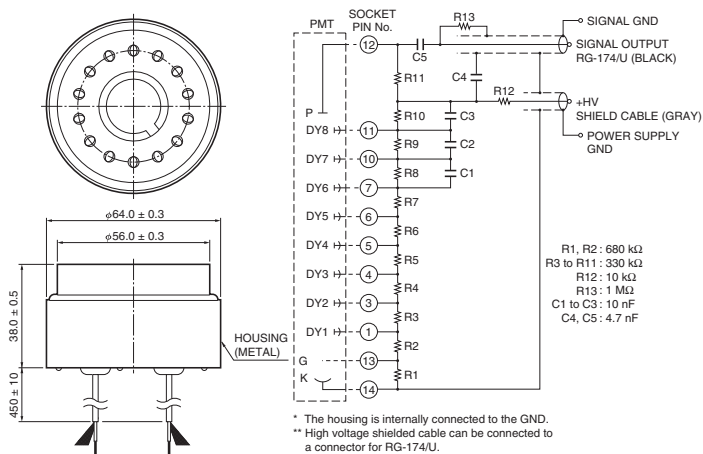 φ64.0 ± 0.3
φ56.0 ± 0.3
38.0 ± 0.5
450 ± 10
HOUSING
(METAL)
PMT
SOCKET
PIN No.
12
P
DY8
11
DY7
10
DY6
7
DY5
6
DY4
5
DY3
4
DY2
3
DY1
1
G
13
K
14
R13
C5
R11
C4
R12
R10
C3
R9
C2
R8
C1
R7
R6
R5
R4
R3
R2
R1
SIGNAL GND
SIGNAL OUTPUT
RG-174/U (BLACK)
+HV
SHIELD CABLE (GRAY)
POWER SUPPLY
GND
R1, R2 : 680 kΩ
R3 to R11 : 330 kΩ
R12 : 10 kΩ
R13 : 1 MΩ
C1 to C3 : 10 nF
C4, C5 : 4.7 nF
* The housing is internally connected to the GND.
** High voltage shielded cable can be connected to
a connector for RG-174/U.